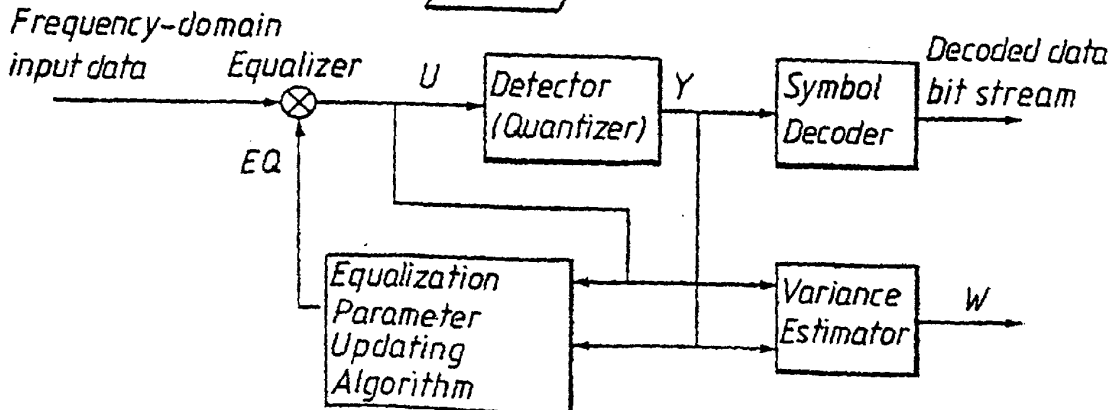 Frequency-domain
input data
Equalizer
U
Detector
(Quantizer)
Y
Symbol
Decoder
Decoded data
bit stream
EQ
Equalization
Parameter
Updating
Algorithm
Variance
Estimator
W